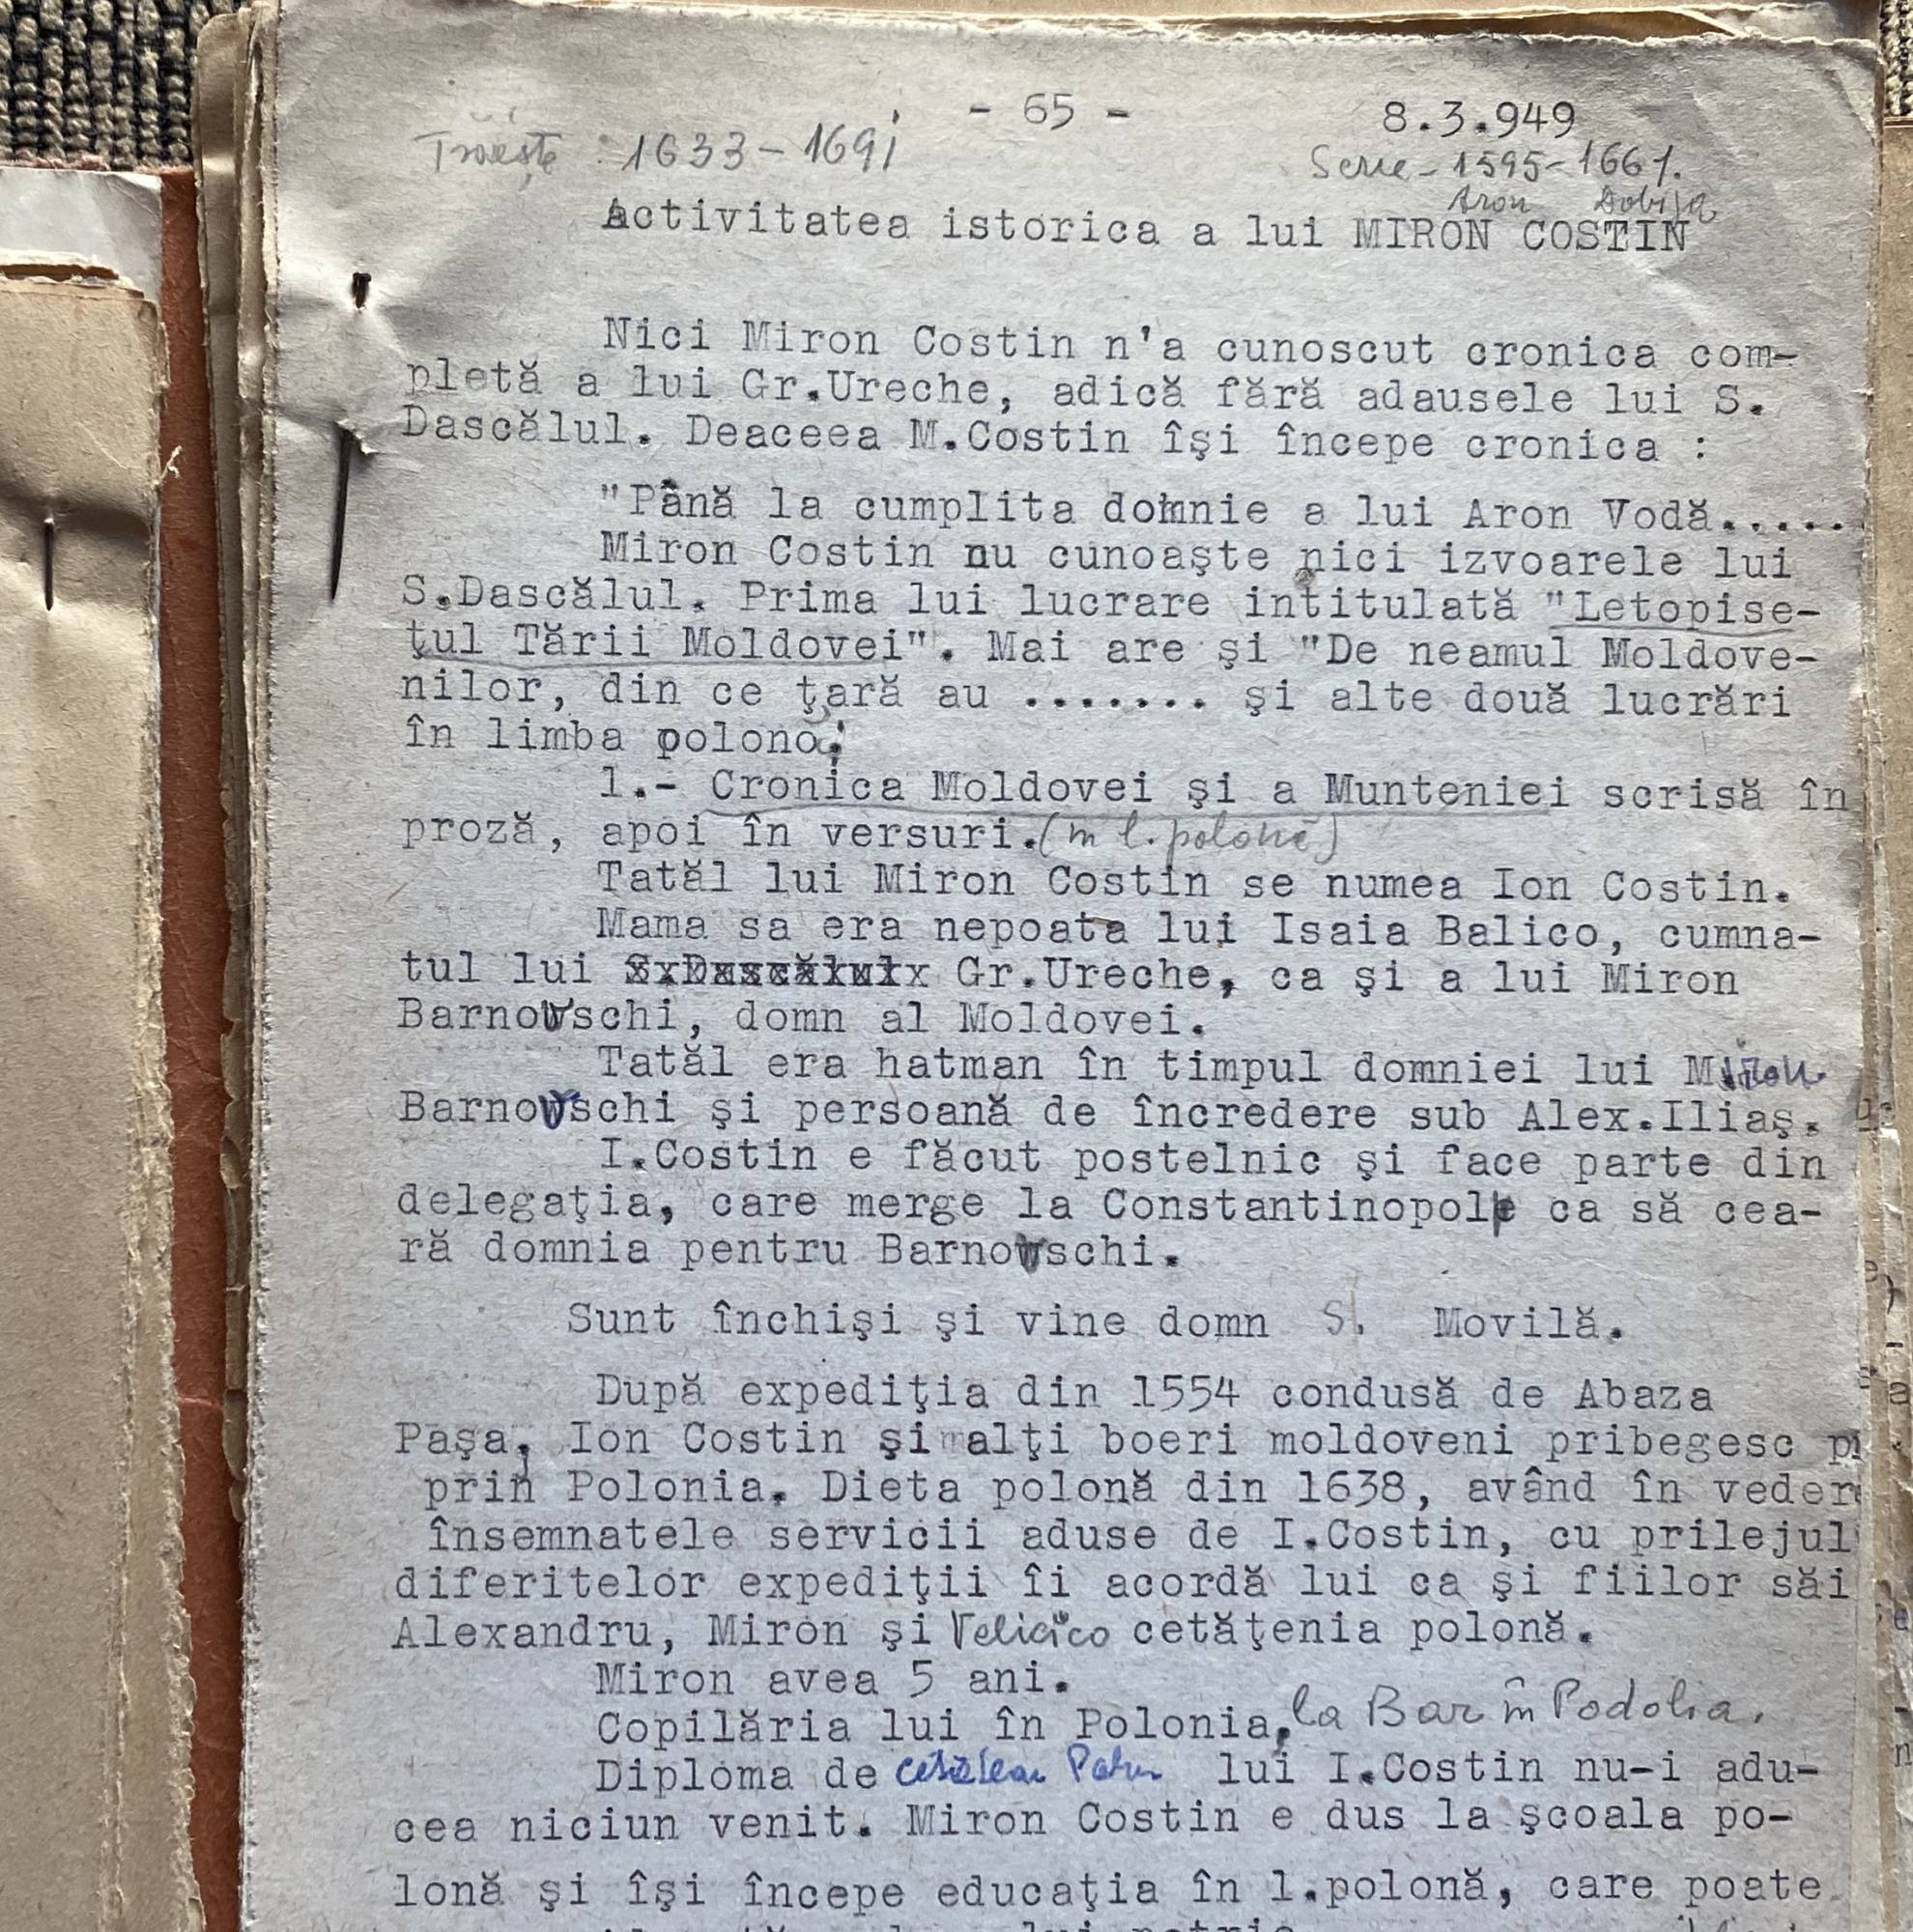 - 65 -
8.3.949
Trăește : 1633-1691
Scrie - 1595-1661.
Aron Dobija
Activitatea istorica a lui MIRON COSTIN
Nici Miron Costin n'a cunoscut cronica com-
pletă a lui Gr.Ureche, adică fără adausele lui S.
Dascălul. Deaceea M.Costin îşi începe cronica :
"Până la cumplita domnie a lui Aron Vodă.....
Miron Costin nu cunoaşte nici izvoarele lui
S.Dascălul. Prima lui lucrare intitulată "Letopise-
ţul Tării Moldovei". Mai are şi "De neamul Moldove-
nilor, din ce ţară au ....... şi alte două lucrări
în limba polonă:
1.- Cronica Moldovei şi a Munteniei scrisă în
proză, apoi în versuri. (în l. polonă)
Tatăl lui Miron Costin se numea Ion Costin.
Mama sa era nepoata lui Isaia Balico, cumna-
tul lui S.Dascălul Gr.Ureche, ca şi a lui Miron
Barnowschi, domn al Moldovei.
Tatăl era hatman în timpul domniei lui Miron
Barnowschi şi persoană de încredere sub Alex.Iliaş.
I.Costin e făcut postelnic şi face parte din
delegaţia, care merge la Constantinopol ca să cea-
ră domnia pentru Barnowschi.
Sunt închişi şi vine domn S. Movilă.
După expediţia din 1554 condusă de Abaza
Paşa, Ion Costin şi alţi boeri moldoveni pribegesc
prin Polonia. Dieta polonă din 1638, având în vedere
însemnatele servicii aduse de I.Costin, cu prilejul
diferitelor expediţii îi acordă lui ca şi fiilor săi
Alexandru, Miron şi Velicico cetăţenia polonă.
Miron avea 5 ani.
Copilăria lui în Polonia, la Bar în Podolia.
Diploma de cetățean lui I.Costin nu-i adu-
cea niciun venit. Miron Costin e dus la şcoala po-
lonă şi îşi începe educaţia în l.polonă, care poate